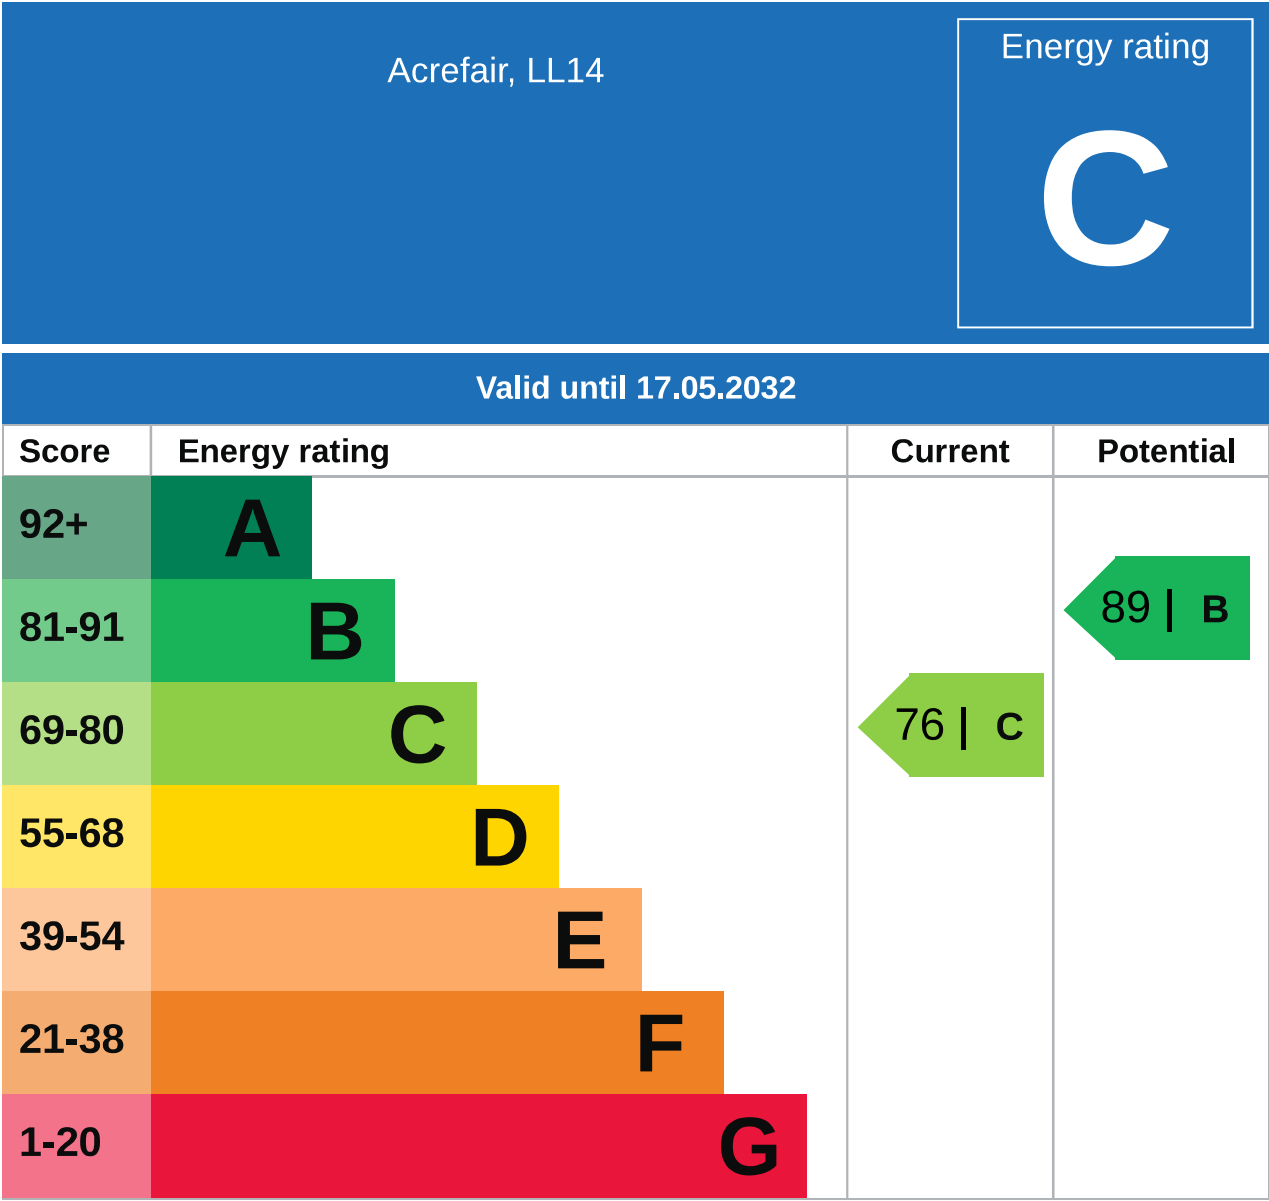 Acrefair, LL14
Energy rating
C
Valid until 17.05.2032
Score Energy rating Current Potential
92+ A
81-91 B
89 | B
69-80 C
76 | C
55-68 D
39-54 E
21-38 F
1-20 G